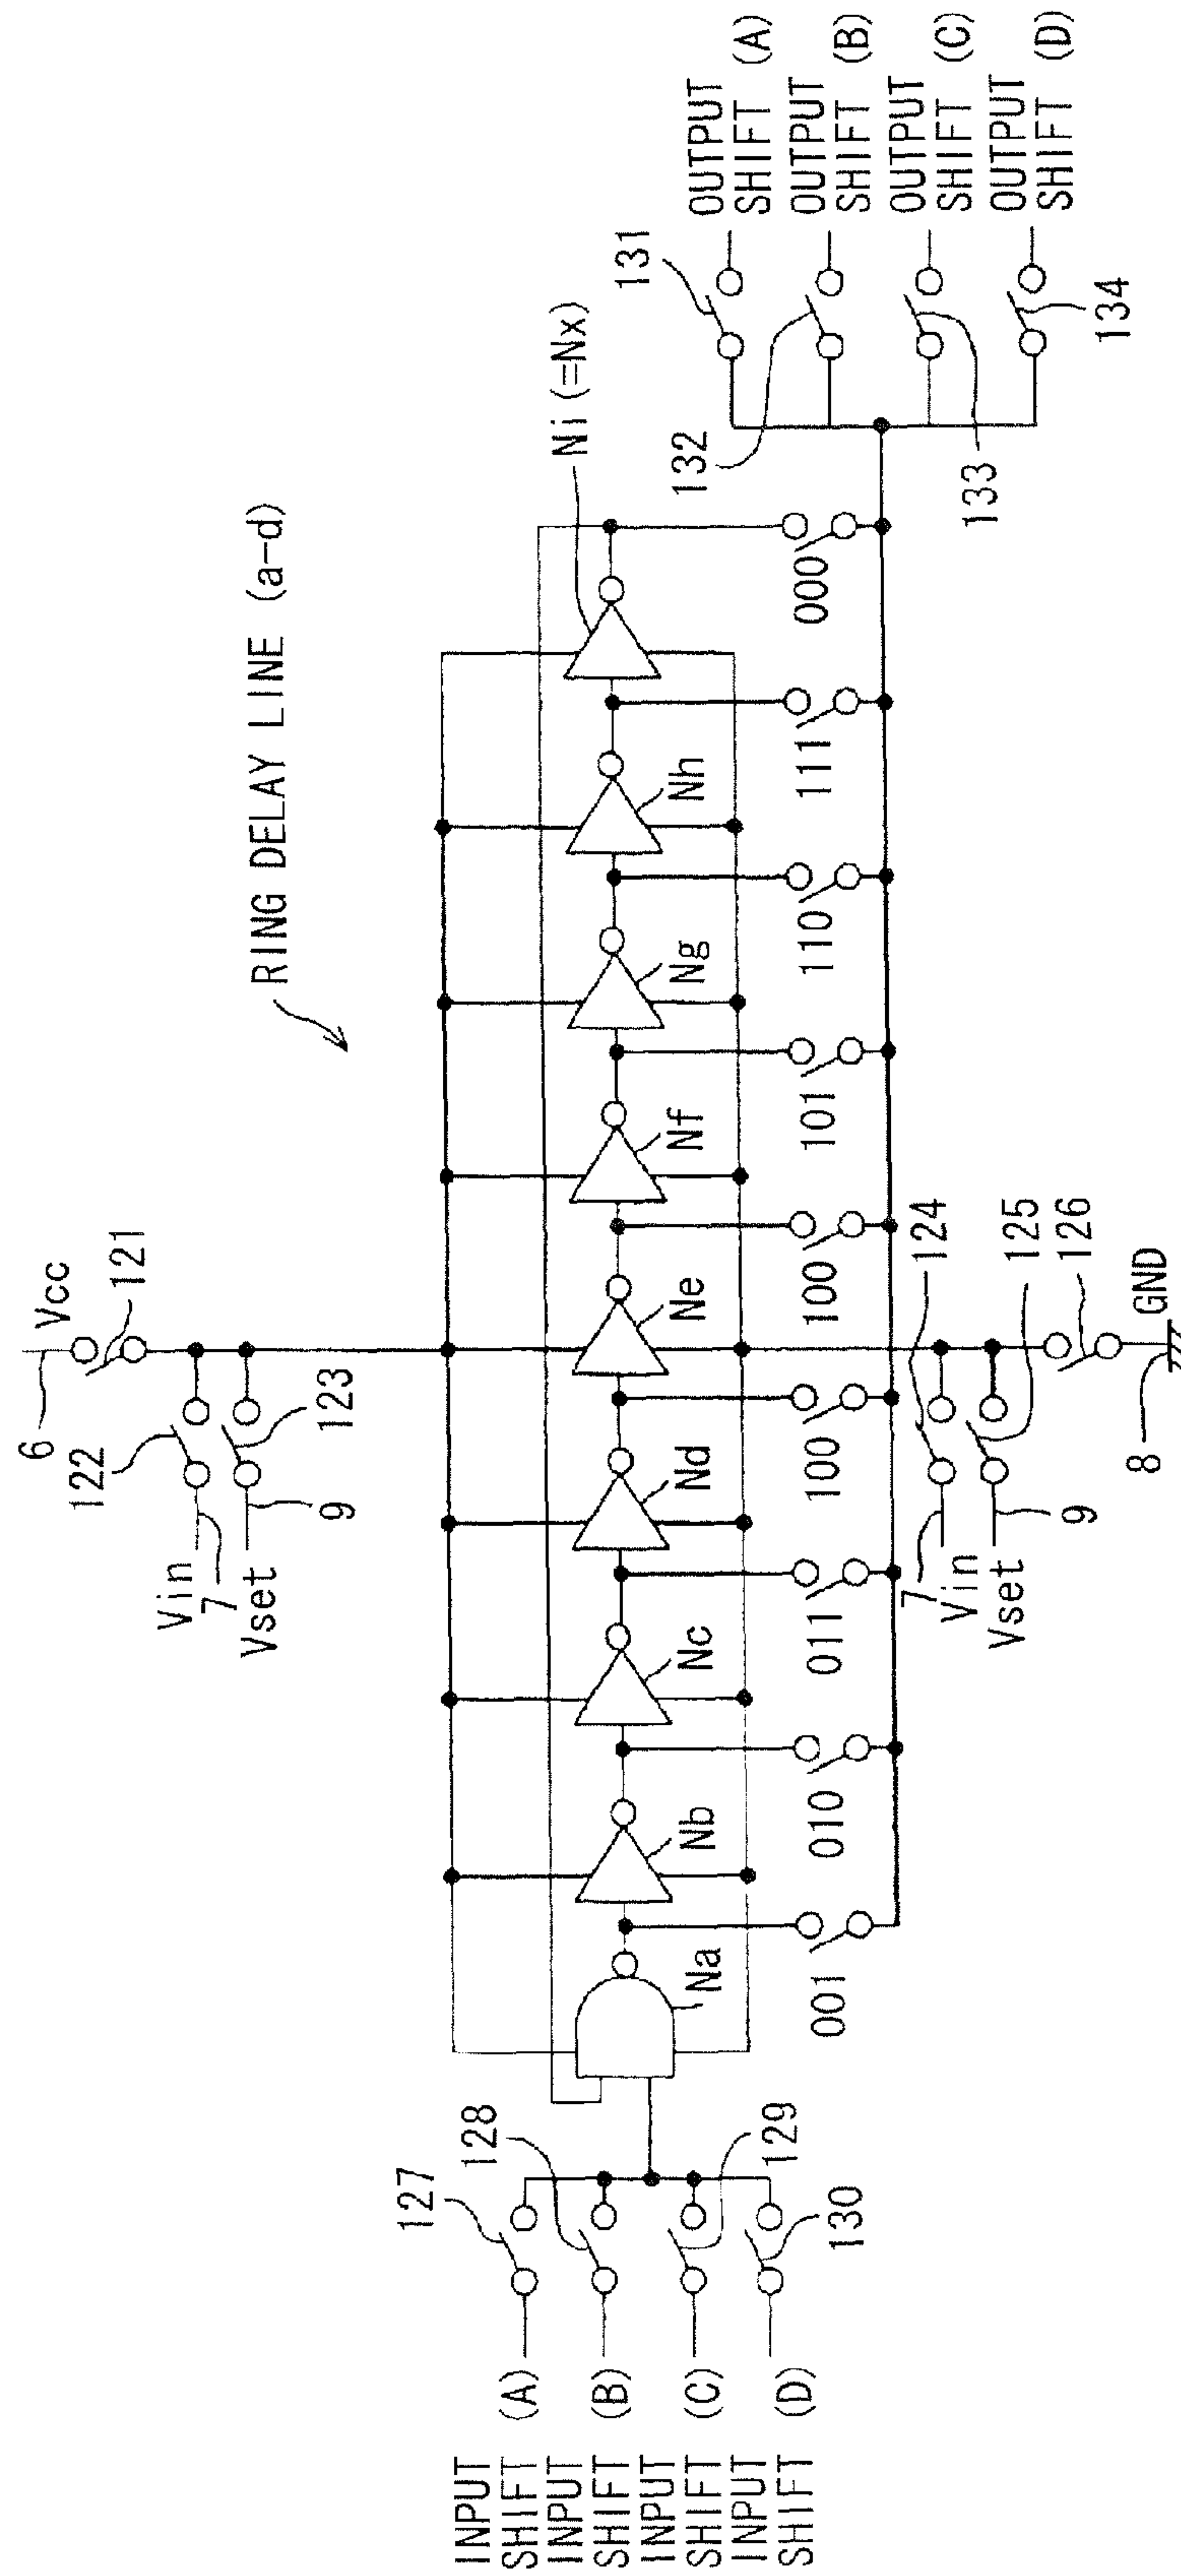 RING DELAY LINE (a-d)
6
Vcc
121
122
123
Vin
7
Vset
9
Ni (=Nx)
127
128
129
130
INPUT
SHIFT (A)
INPUT
SHIFT (B)
INPUT
SHIFT (C)
INPUT
SHIFT (D)
Na
Nb
Nc
Nd
Ne
Nf
Ng
Nh
001
010
011
100
100
101
110
111
000
131
132
133
134
OUTPUT
SHIFT (A)
OUTPUT
SHIFT (B)
OUTPUT
SHIFT (C)
OUTPUT
SHIFT (D)
7
Vin
Vset
9
124
125
126
8
GND